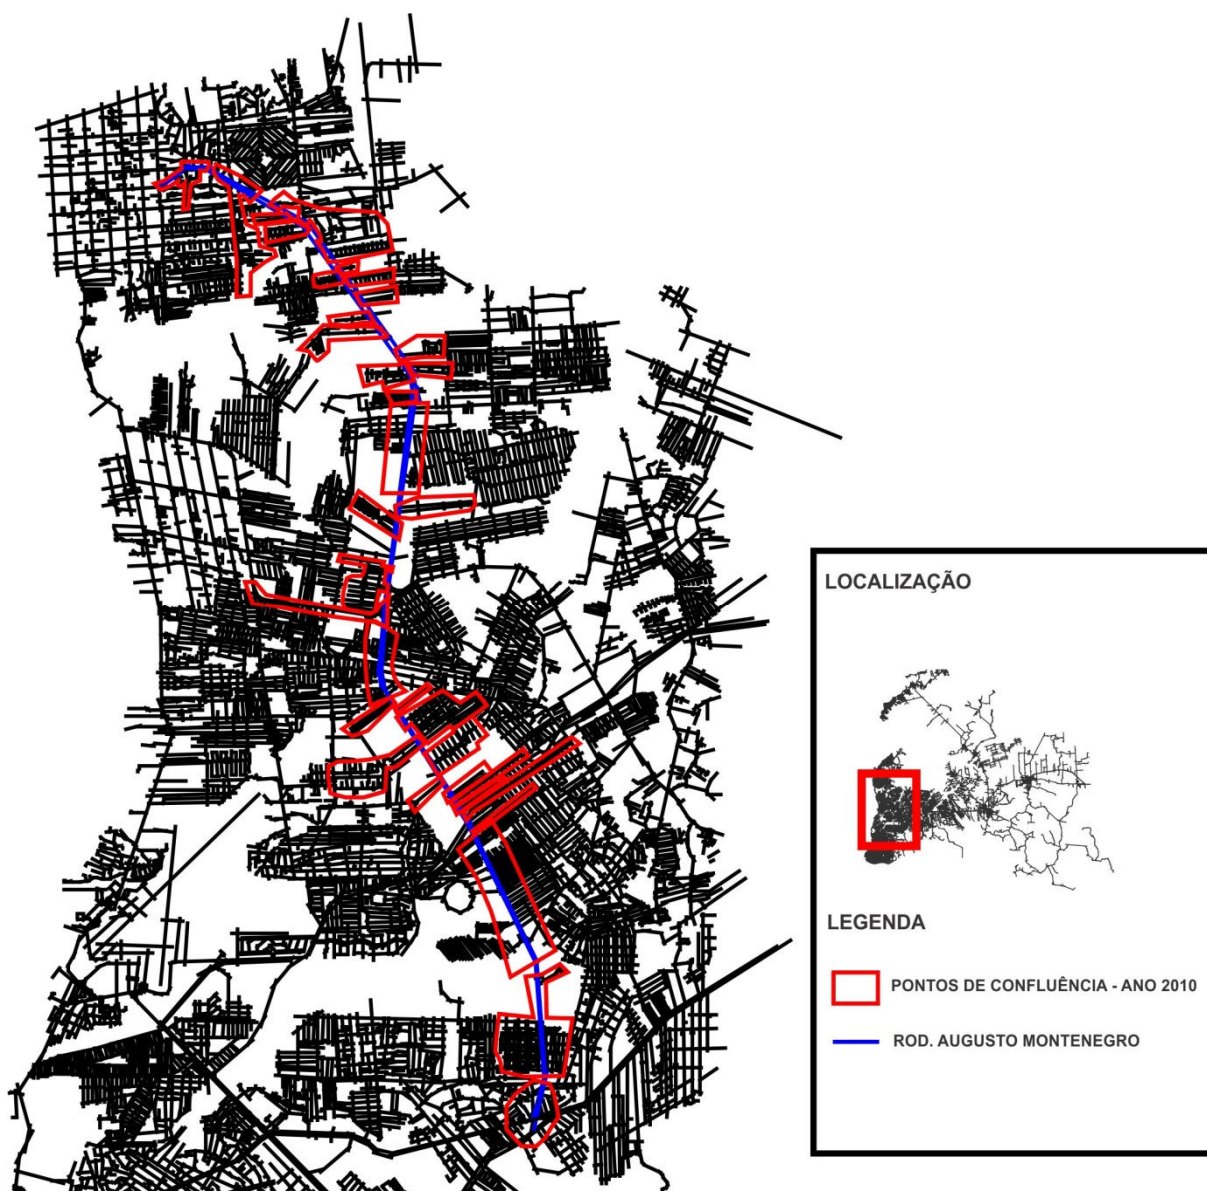 LOCALIZAÇÃO
LEGENDA
PONTOS DE CONFLUÊNCIA - ANO 2010
ROD. AUGUSTO MONTENEGRO